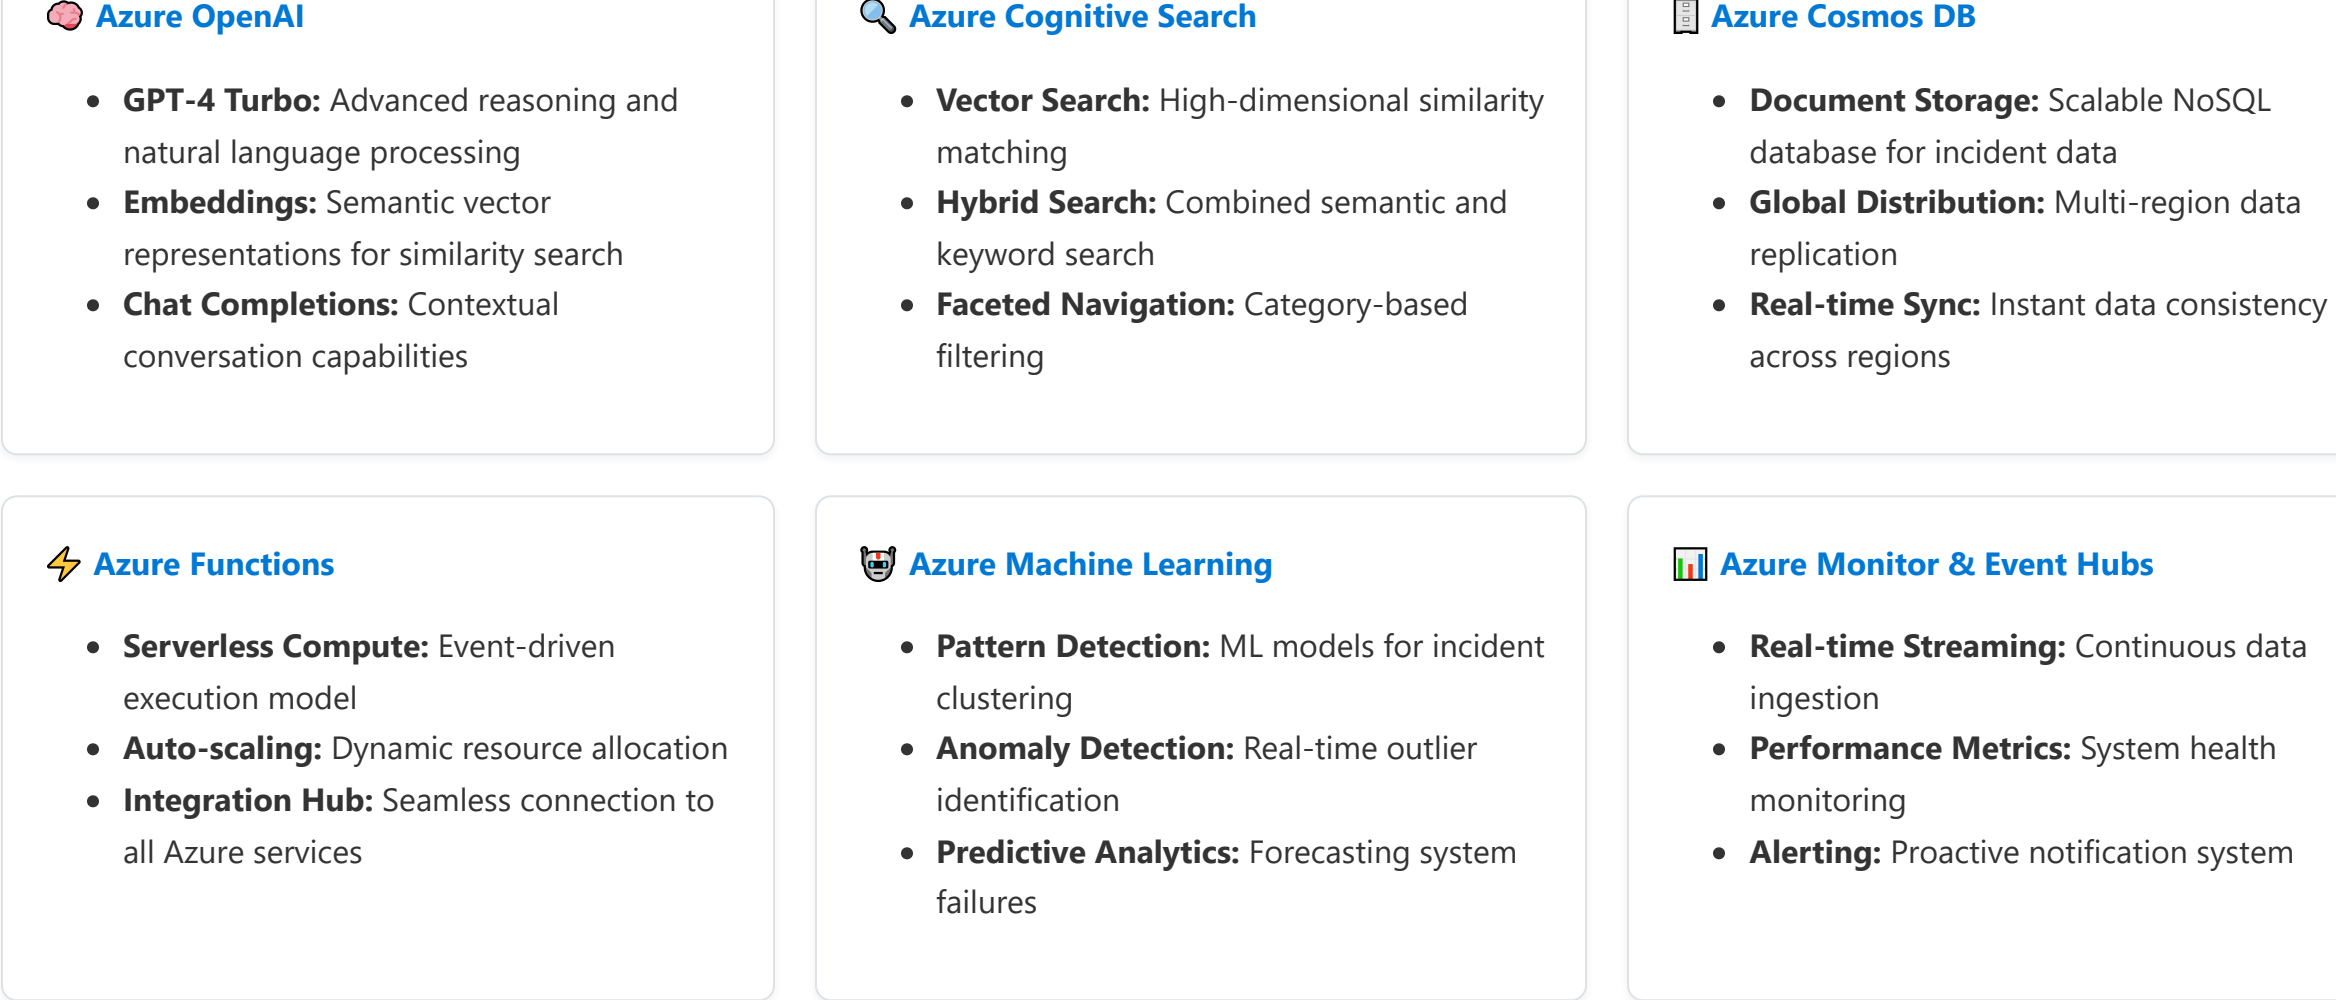 Azure OpenAI
GPT-4 Turbo: Advanced reasoning and
natural language processing
Embeddings: Semantic vector
representations for similarity search
Chat Completions: Contextual
conversation capabilities
Azure Cognitive Search
Vector Search: High-dimensional similarity
matching
Hybrid Search: Combined semantic and
keyword search
Faceted Navigation: Category-based
filtering
Azure Cosmos DB
Document Storage: Scalable NoSQL
database for incident data
Global Distribution: Multi-region data
replication
Real-time Sync: Instant data consistency
across regions
Azure Functions
Serverless Compute: Event-driven
execution model
Auto-scaling: Dynamic resource allocation
Integration Hub: Seamless connection to
all Azure services
Azure Machine Learning
Pattern Detection: ML models for incident
clustering
Anomaly Detection: Real-time outlier
identification
Predictive Analytics: Forecasting system
failures
Azure Monitor & Event Hubs
Real-time Streaming: Continuous data
ingestion
Performance Metrics: System health
monitoring
Alerting: Proactive notification system